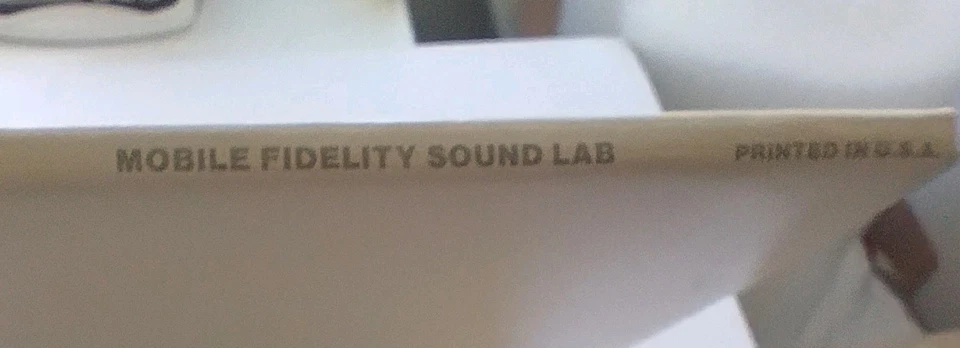 MOBILE FIDELITY SOUND LAB PRINTED IN U.S.A.